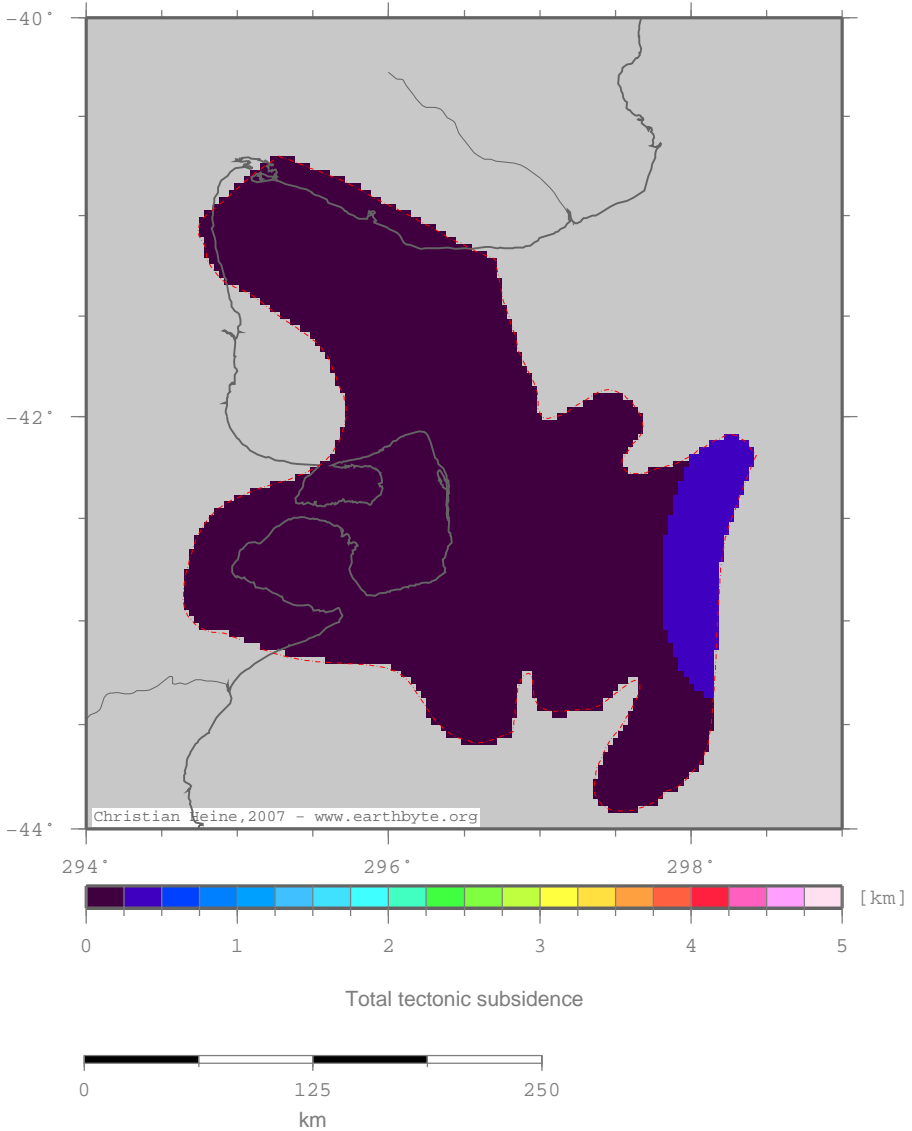 -40°
-42°
-44°
Christian Heine,2007 - www.earthbyte.org
294° 296° 298°
[km]
0 1 2 3 4 5
Total tectonic subsidence
0 125 250
km